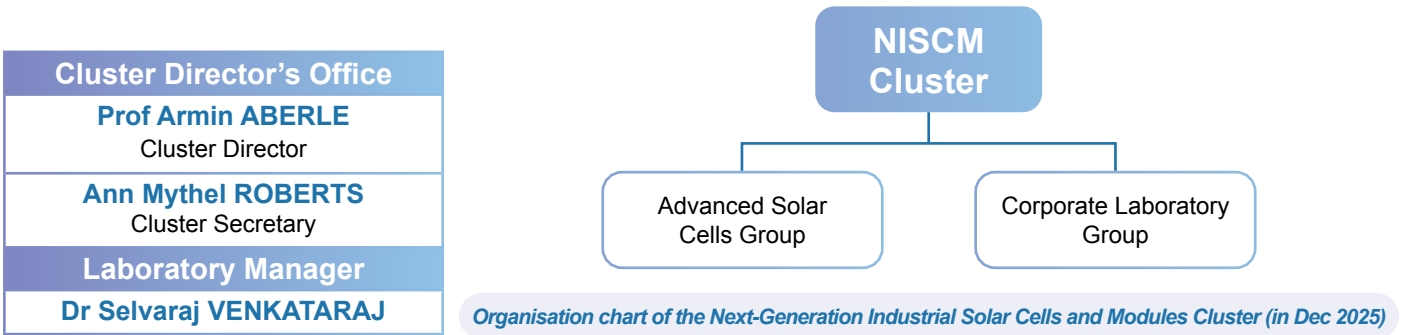 Cluster Director's Office
Prof Armin ABERLE
Cluster Director
Ann Mythel ROBERTS
Cluster Secretary
Laboratory Manager
Dr Selvaraj VENKATARAJ
NISCM
Cluster
Advanced Solar
Cells Group
Corporate Laboratory
Group
Organisation chart of the Next-Generation Industrial Solar Cells and Modules Cluster (in Dec 2025)